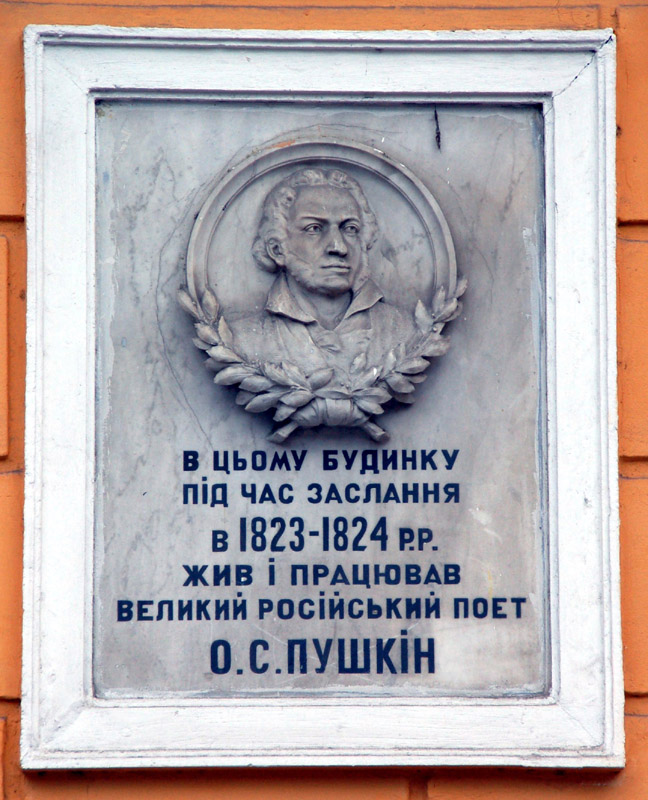 В ЦЬОМУ БУДИНКУ
ПІД ЧАС ЗАСЛАННЯ
В 1823-1824 Р.Р.
ЖИВ І ПРАЦЮВАВ
ВЕЛИКИЙ РОСІЙСЬКИЙ ПОЕТ
О.С.ПУШКІН